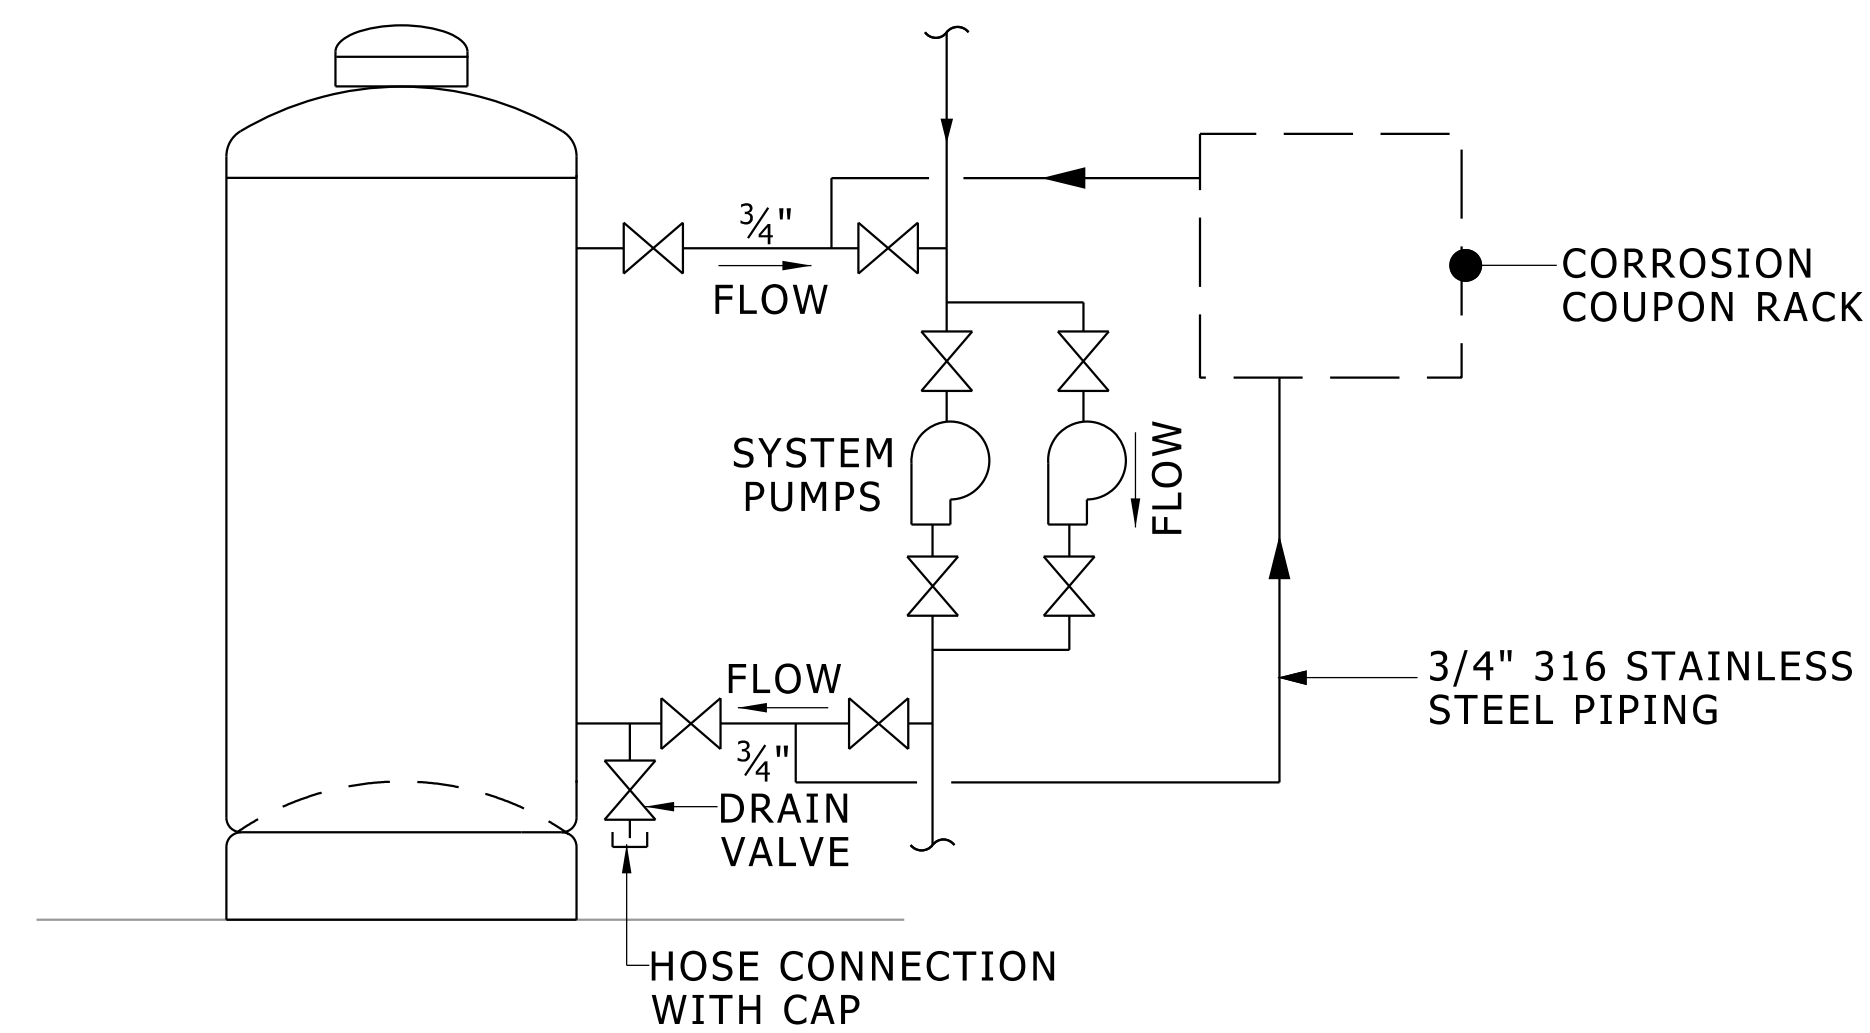 3/4"
FLOW
CORROSION
COUPON RACK
SYSTEM
PUMPS
FLOW
FLOW
3/4"
3/4" 316 STAINLESS
STEEL PIPING
DRAIN
VALVE
HOSE CONNECTION
WITH CAP